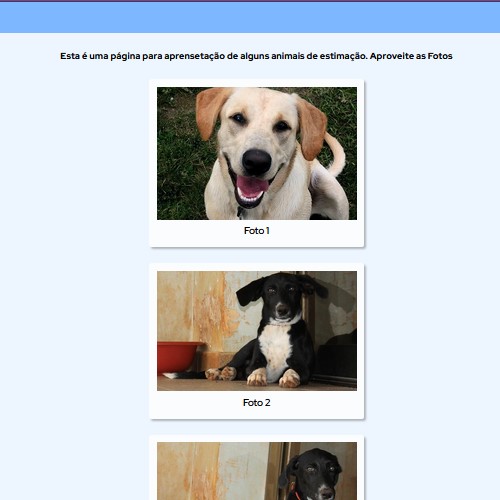 Esta é uma página para aprensetação de alguns animais de estimação. Aproveite as Fotos
Foto 1
Foto 2